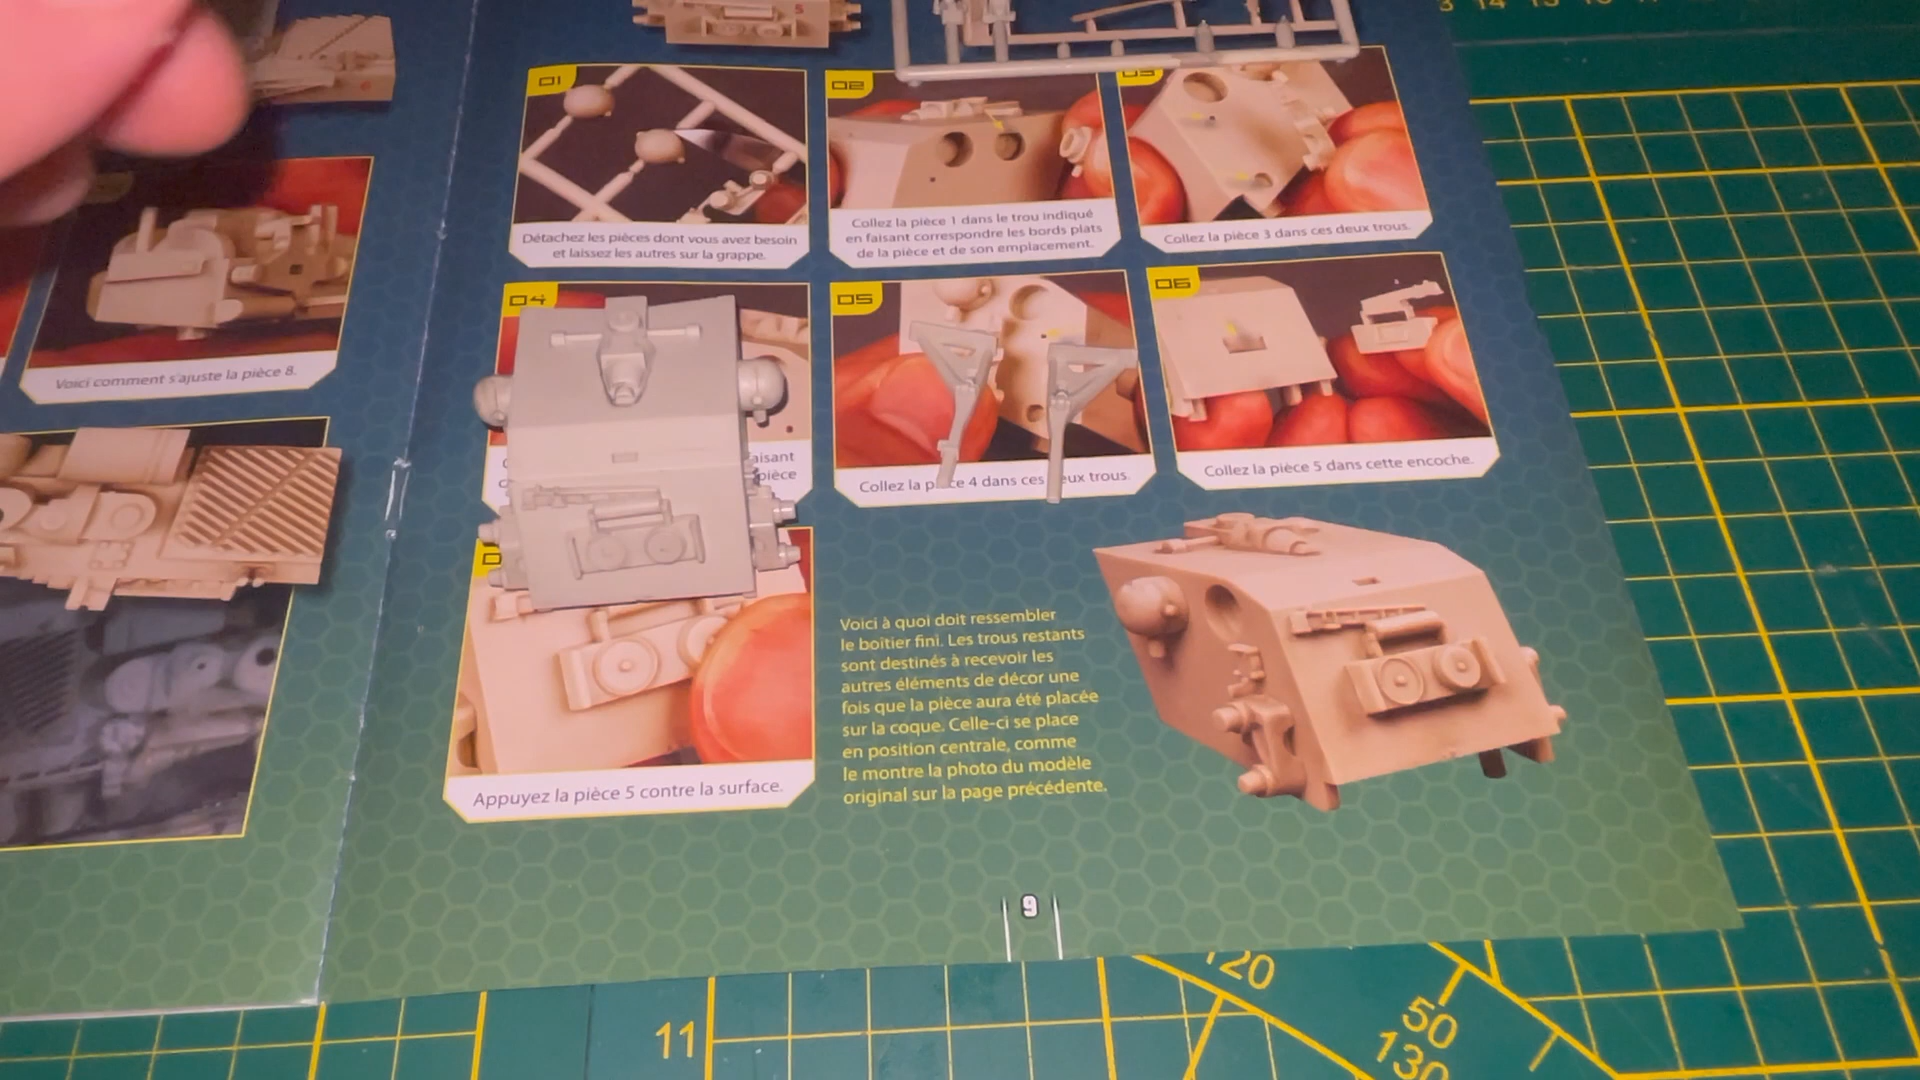 Voici comment s'ajuste la pièce 8.
5
01
Détachez les pièces dont vous avez besoin
et laissez les autres sur la grappe.
02
Collez la pièce 1 dans le trou indiqué
en faisant correspondre les bords plats
de la pièce et de son emplacement.
03
Collez la pièce 3 dans ces deux trous.
04
aisant
pièce
05
Collez la p ce 4 dans ces eux trous.
06
Collez la pièce 5 dans cette encoche.
Appuyez la pièce 5 contre la surface.
Voici à quoi doit ressembler
le boîtier fini. Les trous restants
sont destinés à recevoir les
autres éléments de décor une
fois que la pièce aura été placée
sur la coque. Celle-ci se place
en position centrale, comme
le montre la photo du modèle
original sur la page précédente.
9
11
120
50
130